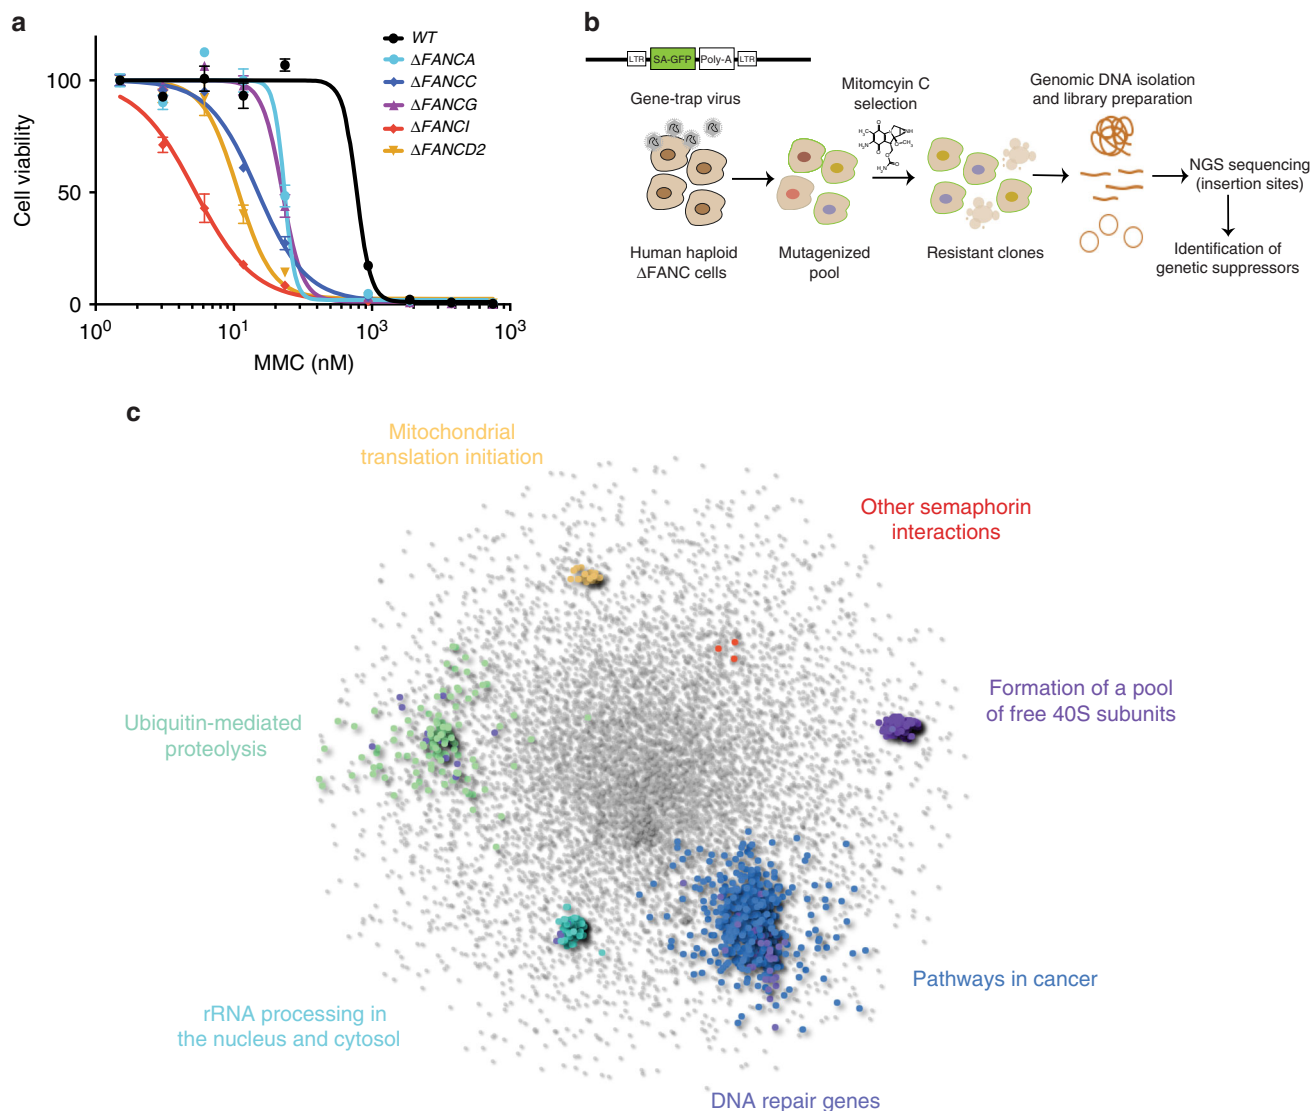 a
WT
ΔFANCA
ΔFANCC
ΔFANCG
ΔFANCI
ΔFANCD2
100
50
0
Cell viability
10⁰
10¹
10³
10³
MMC (nM)
b
LTR
SA-GFP
Poly-A
LTR
Gene-trap virus
Mitomcyin C
selection
Genomic DNA isolation
and library preparation
NGS sequencing
(insertion sites)
Human haploid
ΔFANC cells
Mutagenized
pool
Resistant clones
Identification of
genetic suppressors
c
Mitochondrial
translation initiation
Other semaphorin
interactions
Formation of a pool
of free 40S subunits
Ubiquitin-mediated
proteolysis
Pathways in cancer
rRNA processing in
the nucleus and cytosol
DNA repair genes